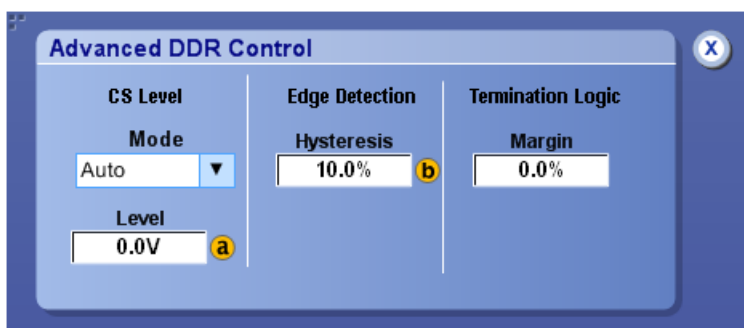 Advanced DDR Control
X
CS Level
Mode
Auto
Level
0.0V
a
Edge Detection
Hysteresis
10.0%
b
Termination Logic
Margin
0.0%